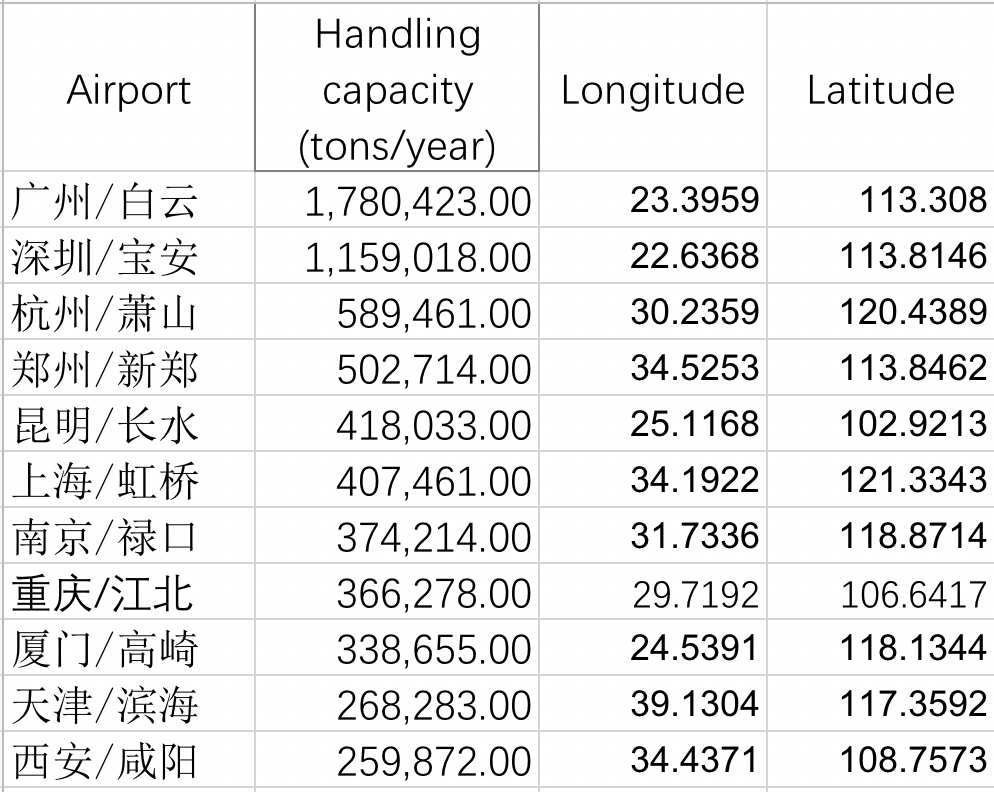 Airport Handling capacity (tons/year) Longitude Latitude
广州/白云 1,780,423.00 23.3959 113.308
深圳/宝安 1,159,018.00 22.6368 113.8146
杭州/萧山 589,461.00 30.2359 120.4389
郑州/新郑 502,714.00 34.5253 113.8462
昆明/长水 418,033.00 25.1168 102.9213
上海/虹桥 407,461.00 34.1922 121.3343
南京/禄口 374,214.00 31.7336 118.8714
重庆/江北 366,278.00 29.7192 106.6417
厦门/高崎 338,655.00 24.5391 118.1344
天津/滨海 268,283.00 39.1304 117.3592
西安/咸阳 259,872.00 34.4371 108.7573